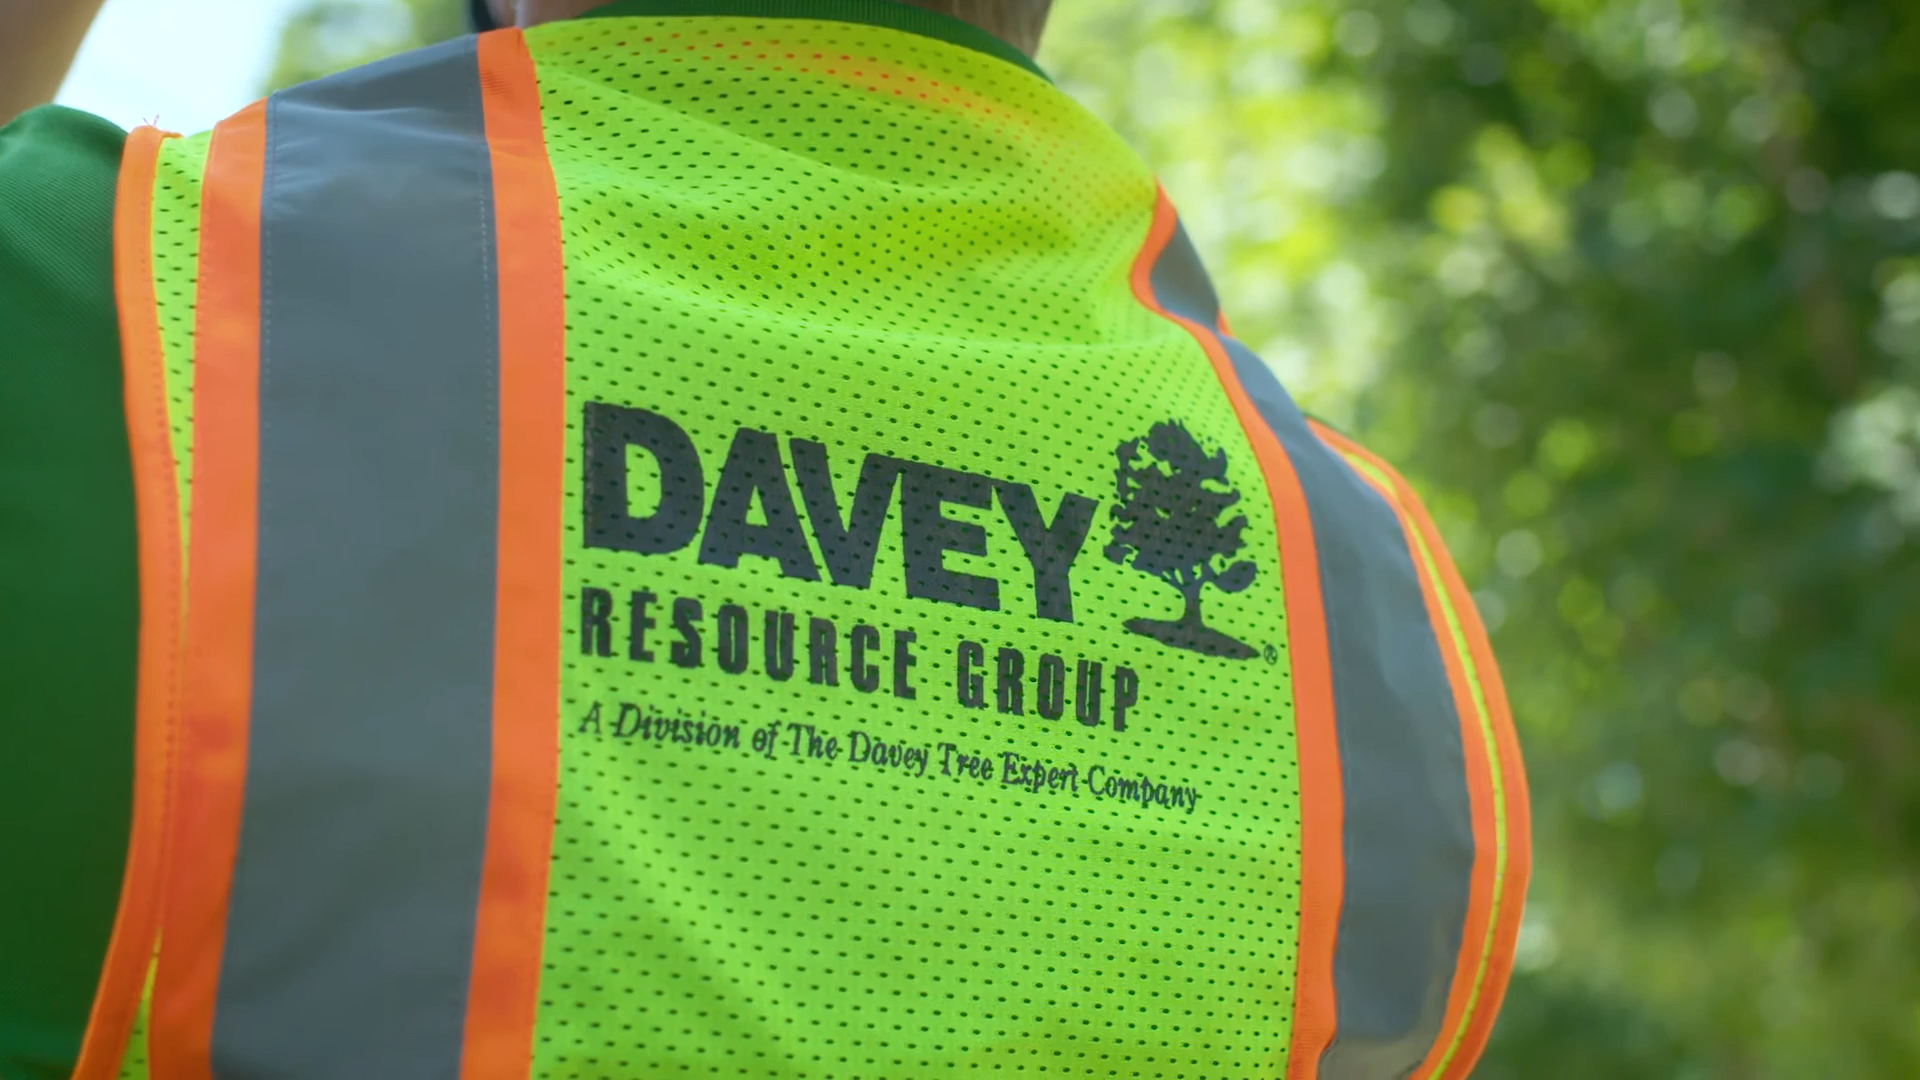 DAVEY
RESOURCE GROUP
®
A Division of The Davey Tree Expert Company